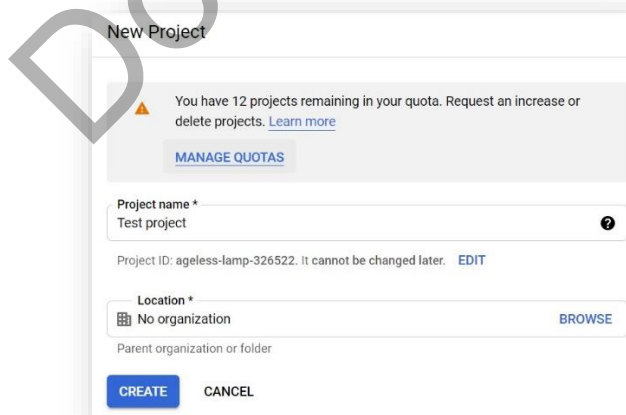 New Project
You have 12 projects remaining in your quota. Request an increase or
delete projects. Learn more
MANAGE QUOTAS
Project name *
Test project
Project ID: ageless-lamp-326522. It cannot be changed later. EDIT
Location *
No organization BROWSE
Parent organization or folder
CREATE CANCEL